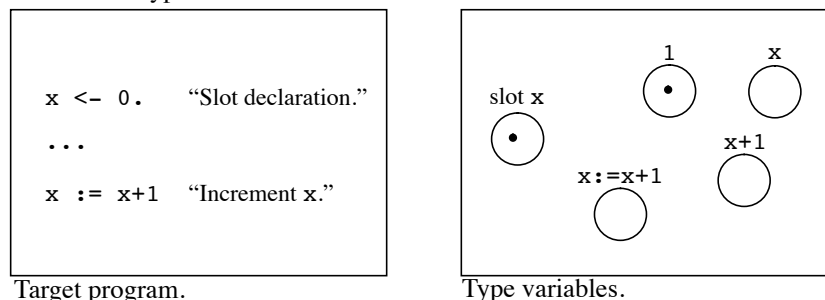 x <- 0. “Slot declaration.”
...
x := x+1 “Increment x.”
Target program.
1
x
slot x
x+1
x:=x+1
Type variables.